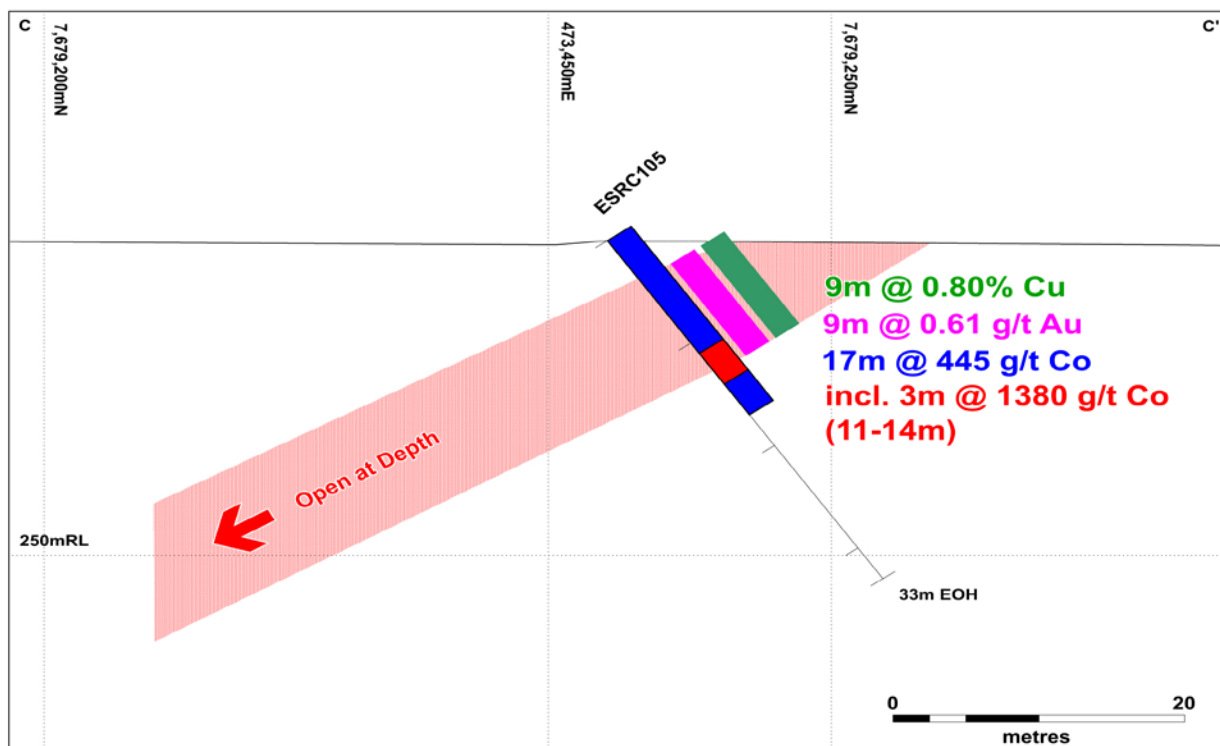 C
7,679,200mN
473,450mE
7,679,250mN
C'
ESRC105
9m @ 0.80% Cu
9m @ 0.61 g/t Au
17m @ 445 g/t Co
incl. 3m @ 1380 g/t Co
(11-14m)
Open at Depth
250mRL
33m EOH
0
20
metres